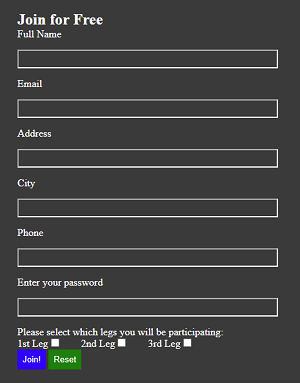 Join for Free
Full Name
Email
Address
City
Phone
Enter your password
Please select which legs you will be participating:
1st Leg 2nd Leg 3rd Leg
Join! Reset